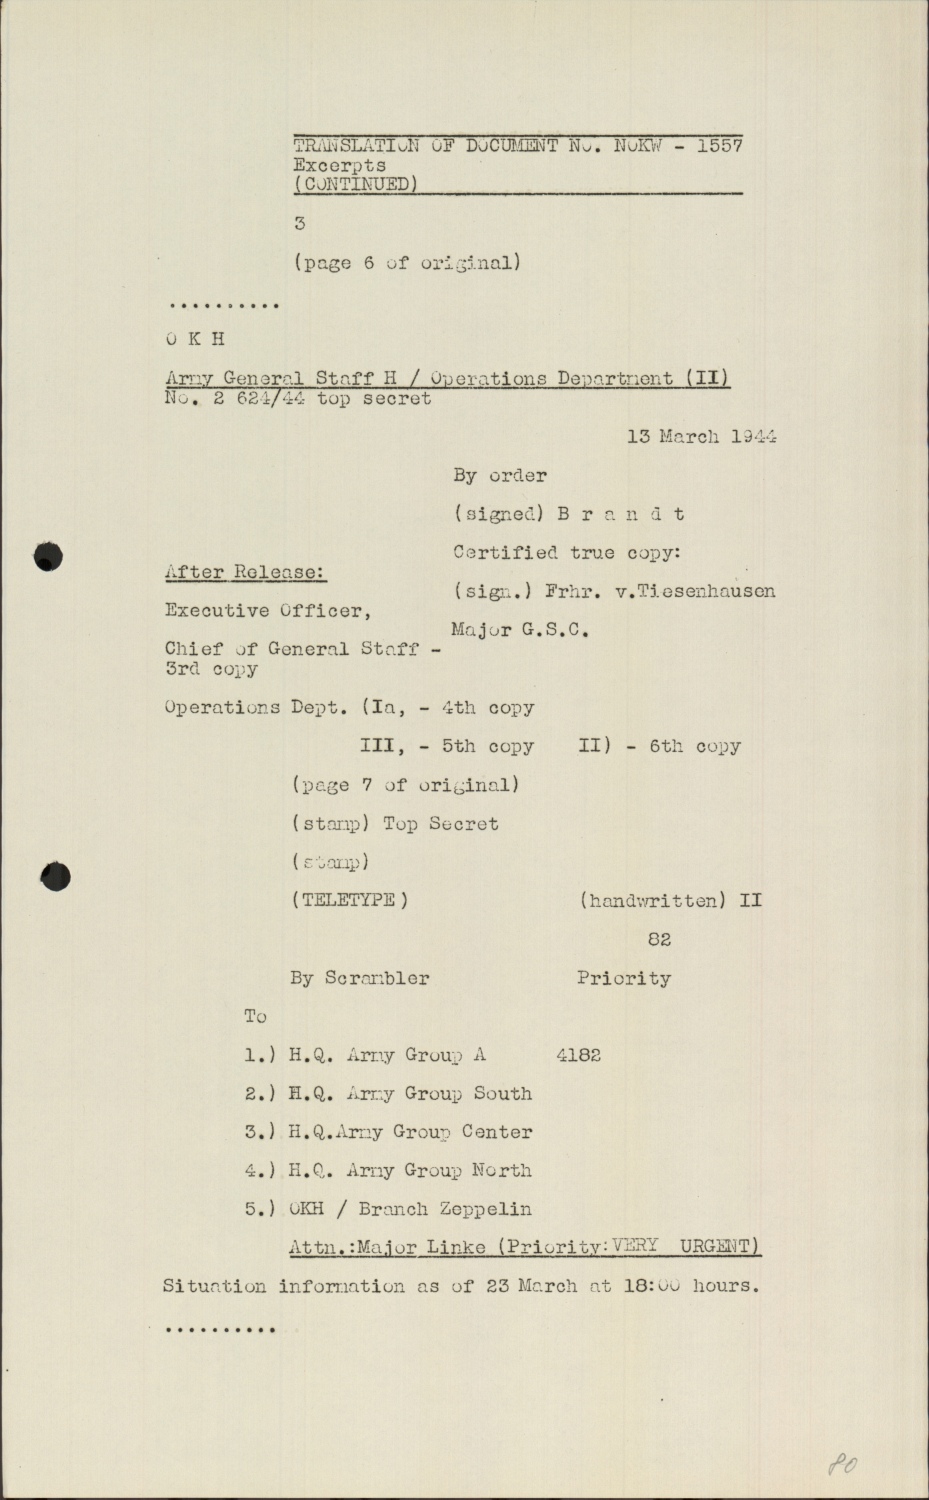 TRANSLATION OF DOCUMENT No. NoKW - 1557
Excerpts
(CONTINUED)
3
(page 6 of original)
..........
O K H
Army General Staff H / Operations Department (II)
No. 2 624/44 top secret
13 March 1944
By order
(signed) B r a n d t
Certified true copy:
After Release:
(sign.) Frhr. v.Tiesenhausen
Executive Officer,
Major G.S.C.
Chief of General Staff -
3rd copy
Operations Dept. (Ia, - 4th copy
III, - 5th copy II) - 6th copy
(page 7 of original)
(stamp) Top Secret
(stamp)
(TELETYPE) (handwritten) II
82
By Scrambler Priority
To
1.) H.Q. Army Group A 4182
2.) H.Q. Army Group South
3.) H.Q.Army Group Center
4.) H.Q. Army Group North
5.) OKH / Branch Zeppelin
Attn.:Major Linke (Priority:VERY URGENT)
Situation information as of 23 March at 18:00 hours.
..........
80